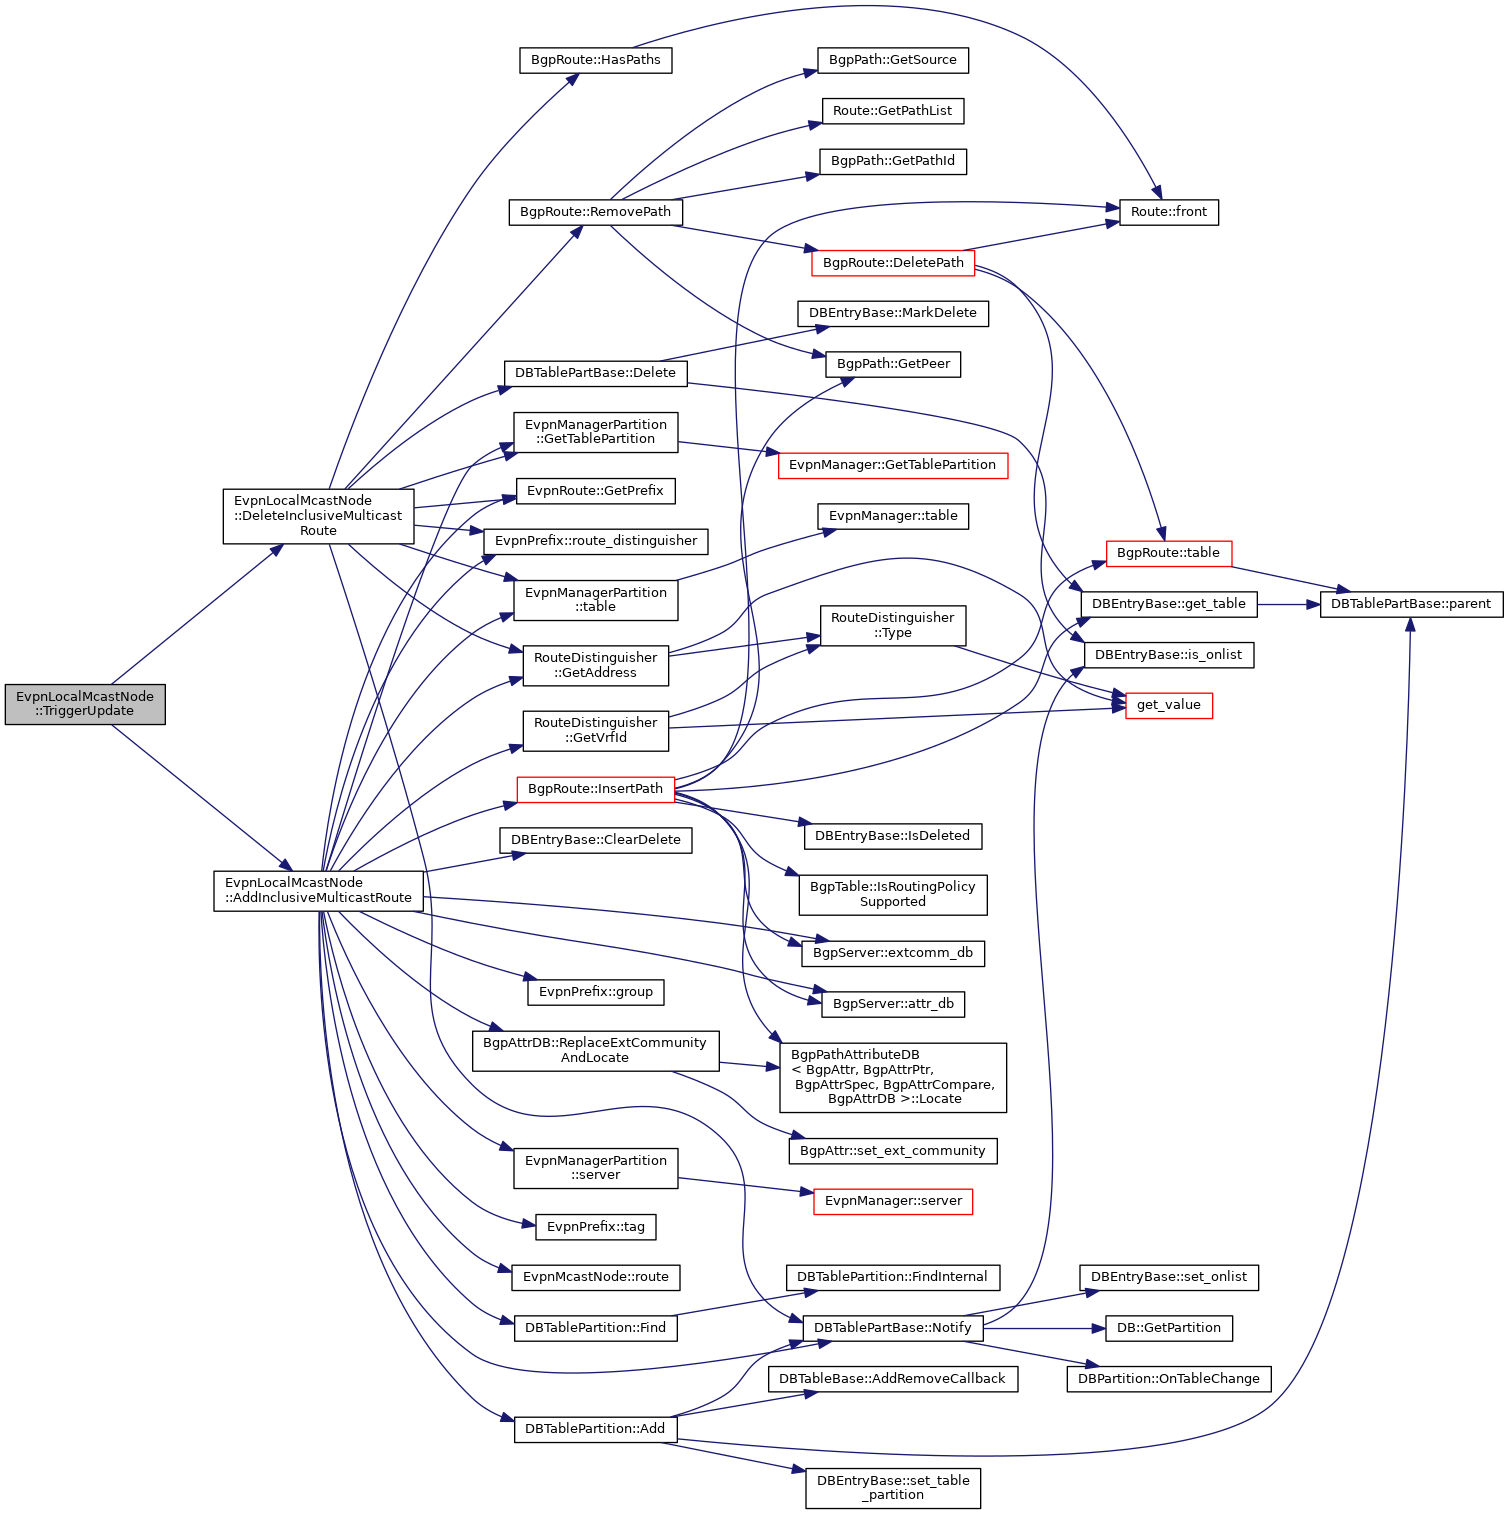 EvpnLocalMcastNode
::TriggerUpdate
EvpnLocalMcastNode
::DeleteInclusiveMulticast
Route
EvpnLocalMcastNode
::AddInclusiveMulticastRoute
BgpRoute::HasPaths
BgpRoute::RemovePath
DBTablePartBase::Delete
EvpnManagerPartition
::GetTablePartition
EvpnRoute::GetPrefix
EvpnPrefix::route_distinguisher
EvpnManagerPartition
::table
RouteDistinguisher
::GetAddress
RouteDistinguisher
::GetVrfId
BgpRoute::InsertPath
DBEntryBase::ClearDelete
EvpnPrefix::group
BgpAttrDB::ReplaceExtCommunity
AndLocate
EvpnManagerPartition
::server
EvpnPrefix::tag
EvpnMcastNode::route
DBTablePartition::Find
DBTablePartition::Add
BgpPath::GetSource
Route::GetPathList
BgpPath::GetPathId
BgpRoute::DeletePath
DBEntryBase::MarkDelete
BgpPath::GetPeer
EvpnManager::GetTablePartition
EvpnManager::table
RouteDistinguisher
::Type
DBEntryBase::IsDeleted
BgpTable::IsRoutingPolicy
Supported
BgpServer::extcomm_db
BgpServer::attr_db
BgpPathAttributeDB
< BgpAttr, BgpAttrPtr,
BgpAttrSpec, BgpAttrCompare,
BgpAttrDB >::Locate
BgpAttr::set_ext_community
EvpnManager::server
DBTablePartition::FindInternal
DBTablePartBase::Notify
DBTableBase::AddRemoveCallback
DBEntryBase::set_table
_partition
Route::front
BgpRoute::table
DBEntryBase::get_table
DBEntryBase::is_onlist
get_value
DBEntryBase::set_onlist
DB::GetPartition
DBPartition::OnTableChange
DBTablePartBase::parent